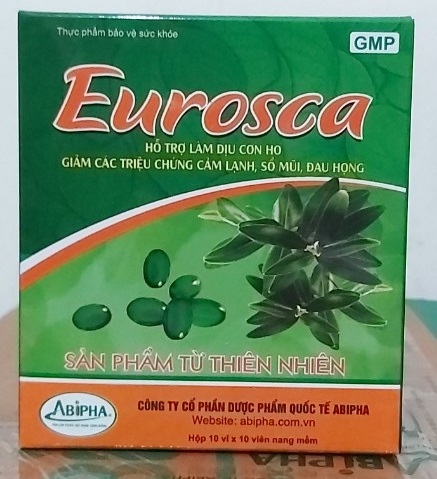 Thực phẩm bảo vệ sức khỏe
GMP
Eurosca
HỖ TRỢ LÀM DỊU CƠN HO
GIẢM CÁC TRIỆU CHỨNG CẢM LẠNH, SỔ MŨI, ĐAU HỌNG
SẢN PHẨM TỪ THIÊN NHIÊN
ABIPHA
CÔNG TY CỔ PHẦN DƯỢC PHẨM QUỐC TẾ ABIPHA
Website: abipha.com.vn
Hộp 10 vỉ x 10 viên nang mềm
ABIPHA